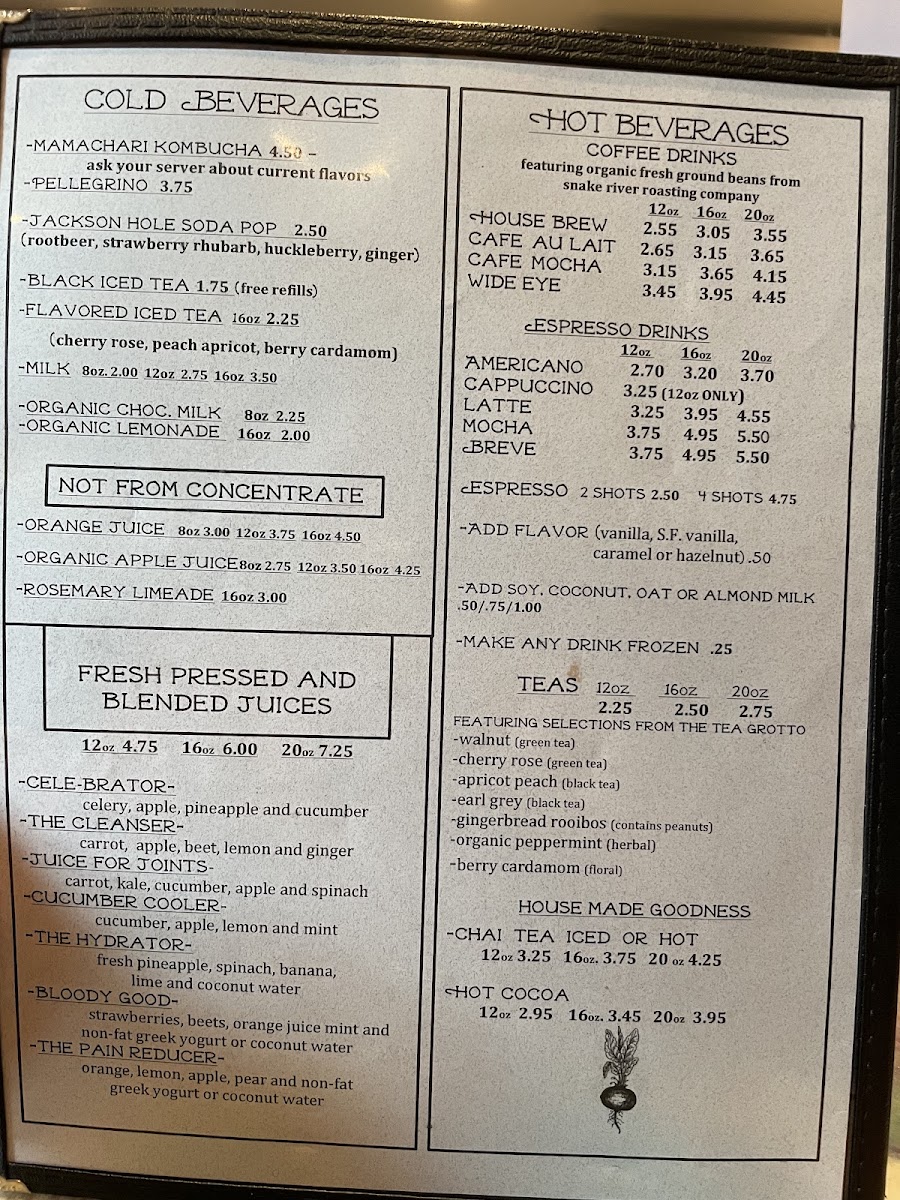 COLD BEVERAGES
-MAMACHARI KOMBUCHA 4.50 -
ask your server about current flavors
-PELLEGRINO 3.75
-JACKSON HOLE SODA POP 2.50
(rootbeer, strawberry rhubarb, huckleberry, ginger)
-BLACK ICED TEA 1.75 (free refills)
-FLAVORED ICED TEA 16oz 2.25
(cherry rose, peach apricot, berry cardamom)
-MILK 8oz. 2.00 12oz 2.75 16oz 3.50
-ORGANIC CHOC. MILK 8oz 2.25
-ORGANIC LEMONADE 16oz 2.00
NOT FROM CONCENTRATE
-ORANGE JUICE 8oz 3.00 12oz 3.75 16oz 4.50
-ORGANIC APPLE JUICE 8oz 2.75 12oz 3.50 16oz 4.25
-ROSEMARY LIMEADE 16oz 3.00
FRESH PRESSED AND
BLENDED JUICES
12oz 4.75 16oz 6.00 20oz 7.25
-CELE-BRATOR-
celery, apple, pineapple and cucumber
-THE CLEANSER-
carrot, apple, beet, lemon and ginger
-JUICE FOR JOINTS-
carrot, kale, cucumber, apple and spinach
-CUCUMBER COOLER-
cucumber, apple, lemon and mint
-THE HYDRATOR-
fresh pineapple, spinach, banana,
lime and coconut water
-BLOODY GOOD-
strawberries, beets, orange juice mint and
non-fat greek yogurt or coconut water
-THE PAIN REDUCER-
orange, lemon, apple, pear and non-fat
greek yogurt or coconut water
HOT BEVERAGES
COFFEE DRINKS
featuring organic fresh ground beans from
snake river roasting company
12oz 16oz 20oz
HOUSE BREW 2.55 3.05 3.55
CAFE AU LAIT 2.65 3.15 3.65
CAFE MOCHA 3.15 3.65 4.15
WIDE EYE 3.45 3.95 4.45
ESPRESSO DRINKS
12oz 16oz 20oz
AMERICANO 2.70 3.20 3.70
CAPPUCCINO 3.25 (12oz ONLY)
LATTE 3.25 3.95 4.55
MOCHA 3.75 4.95 5.50
BREVE 3.75 4.95 5.50
ESPRESSO 2 SHOTS 2.50 4 SHOTS 4.75
-ADD FLAVOR (vanilla, S.F. vanilla,
caramel or hazelnut) .50
-ADD SOY, COCONUT, OAT OR ALMOND MILK
.50/.75/1.00
-MAKE ANY DRINK FROZEN .25
TEAS 12oz 16oz 20oz
2.25 2.50 2.75
FEATURING SELECTIONS FROM THE TEA GROTTO
-walnut (green tea)
-cherry rose (green tea)
-apricot peach (black tea)
-earl grey (black tea)
-gingerbread rooibos (contains peanuts)
-organic peppermint (herbal)
-berry cardamom (floral)
HOUSE MADE GOODNESS
-CHAI TEA ICED OR HOT
12oz 3.25 16oz. 3.75 20 oz 4.25
-HOT COCOA
12oz 2.95 16oz. 3.45 20oz 3.95